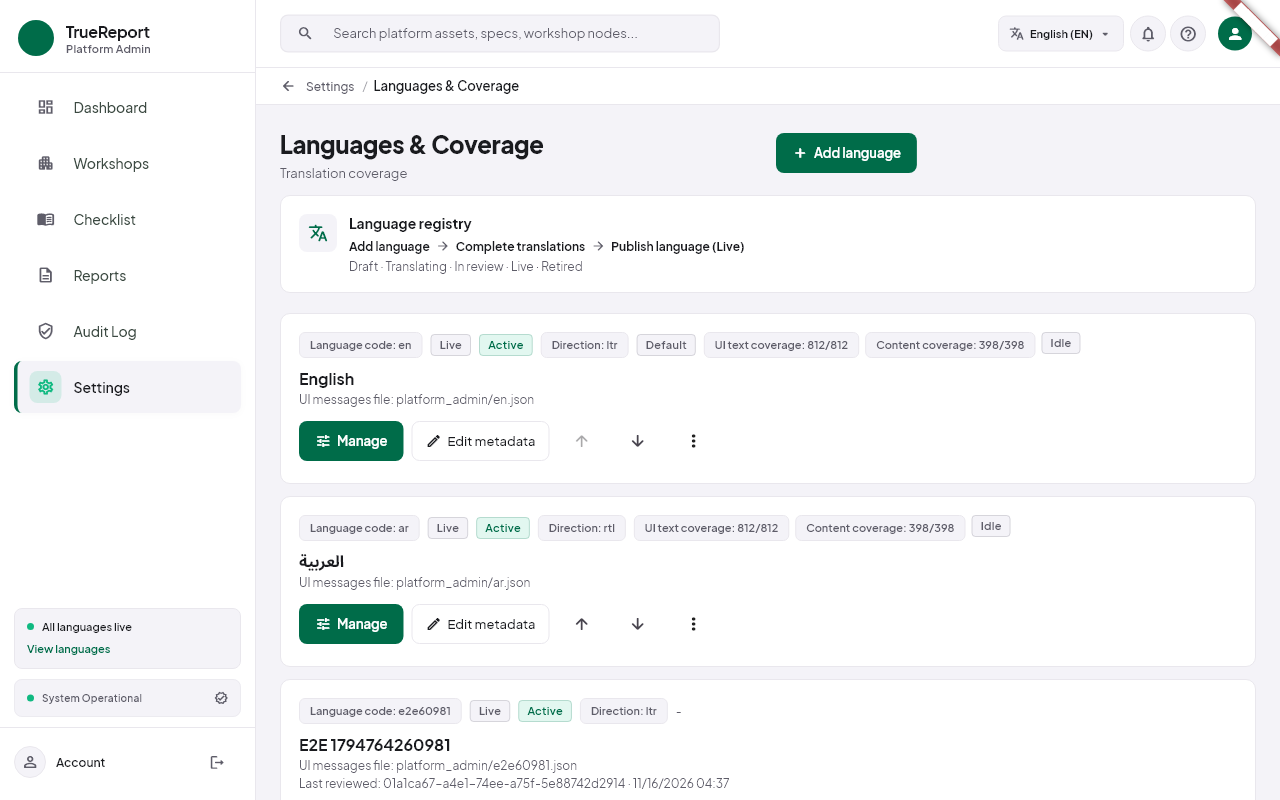 TrueReport
Platform Admin
Search platform assets, specs, workshop nodes...
English (EN)
Dashboard
Workshops
Checklist
Reports
Audit Log
Settings
All languages live
View languages
System Operational
Account
Settings / Languages & Coverage
Languages & Coverage
Translation coverage
+ Add language
Language registry
Add language → Complete translations → Publish language (Live)
Draft · Translating · In review · Live · Retired
Language code: en Live Active Direction: ltr Default UI text coverage: 812/812 Content coverage: 398/398 Idle
English
UI messages file: platform_admin/en.json
Manage Edit metadata
Language code: ar Live Active Direction: rtl UI text coverage: 812/812 Content coverage: 398/398 Idle
العربية
UI messages file: platform_admin/ar.json
Manage Edit metadata
Language code: e2e60981 Live Active Direction: ltr -
E2E 1794764260981
UI messages file: platform_admin/e2e60981.json
Last reviewed: 01a1ca67-a4e1-74ee-a75f-5e88742d2914 · 11/16/2026 04:37